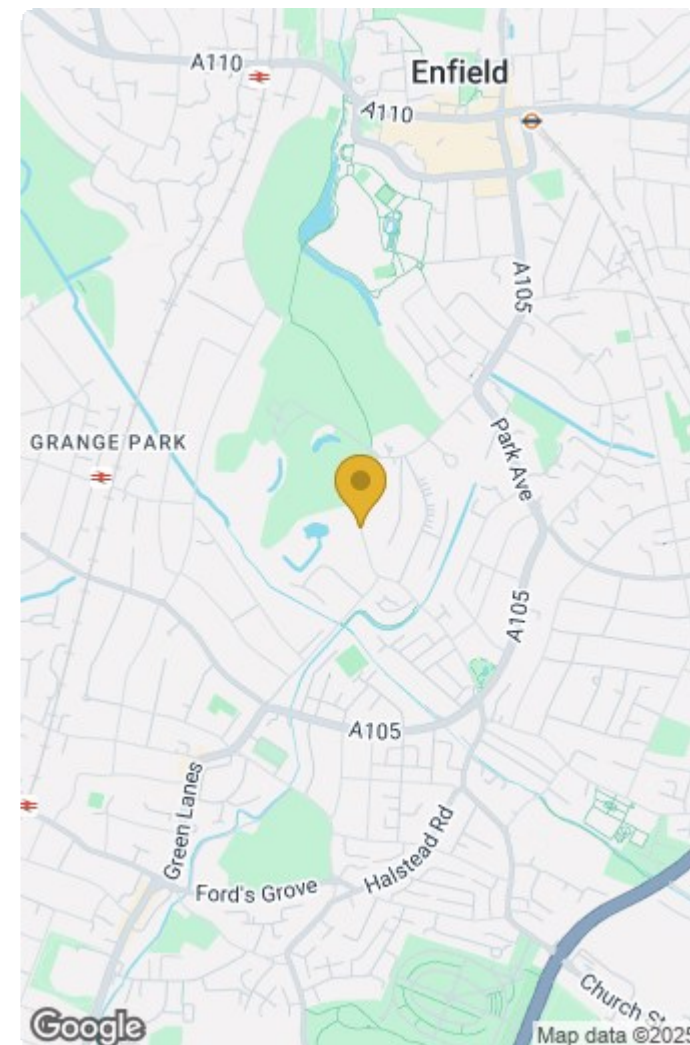 A110
Enfield
A110
A105
GRANGE PARK
Park Ave
A105
A105
Green Lanes
Halstead Rd
Ford's Grove
Church St
Google
Map data ©2025